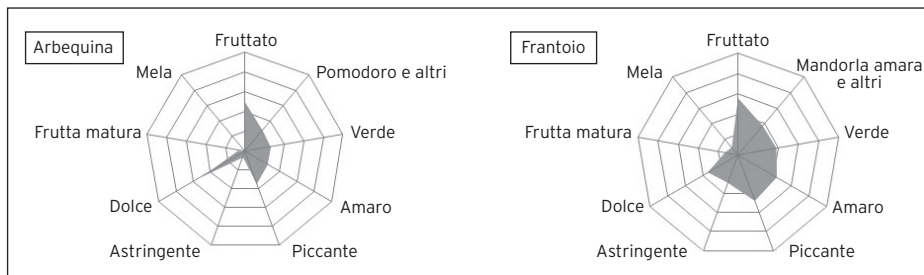 Arbequina
Fruttato
Mela
Pomodoro e altri
Frutta matura
Verde
Dolce
Amaro
Astringente
Piccante
Frantoio
Fruttato
Mela
Mandorla amara
e altri
Frutta matura
Verde
Dolce
Amaro
Astringente
Piccante